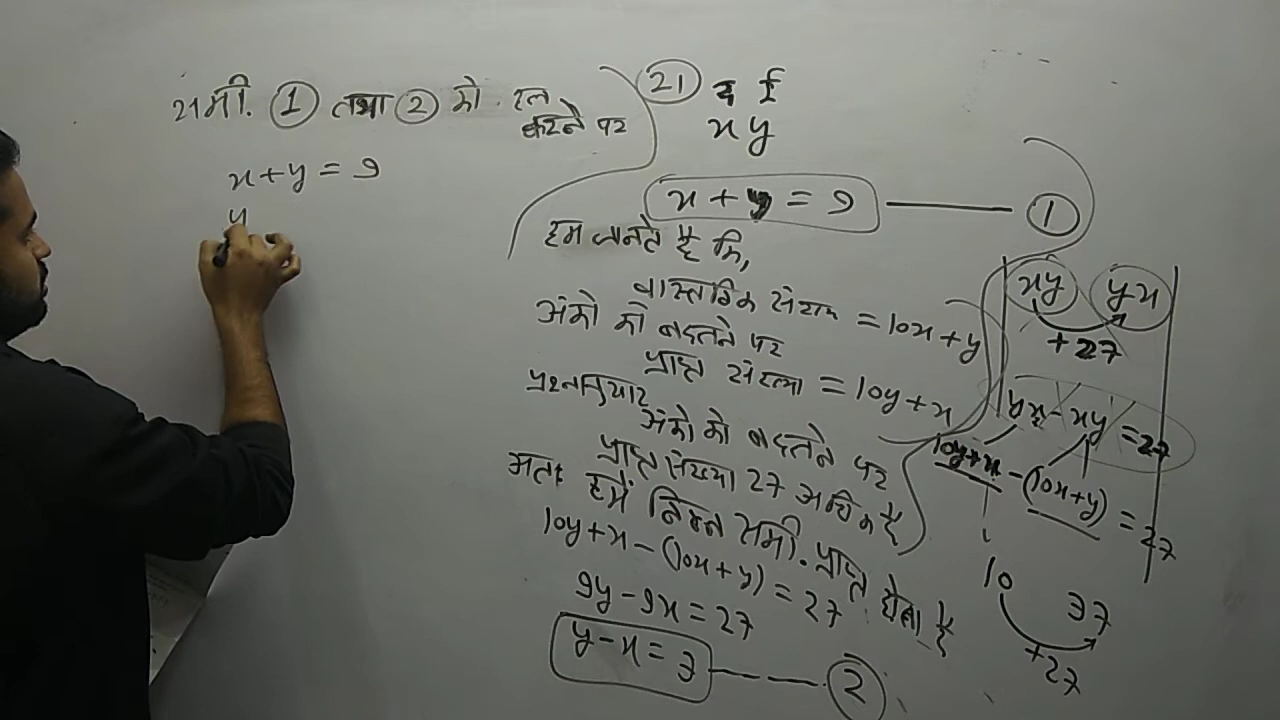 समी. ① तथा ② को हल
करने पर
x+y = 9
y
(21) द ई
x y
x + y = 9 ——— ①
हम जानते है कि,
वास्तविक संख्या = 10x+y
अंको को बदलने पर
प्राप्त संख्या = 10y+x
प्रश्नानुसार
अंको को बदलने पर
प्राप्त संख्या 27 अधिक है
अतः हमें निम्न समी. प्राप्त होता है
10y+x-(10x+y) = 27
9y-9x=27
y-x=3 ——— ②
xy yx
+27
yx-xy=27
10y+x-(10x+y)=27
10 37
+27